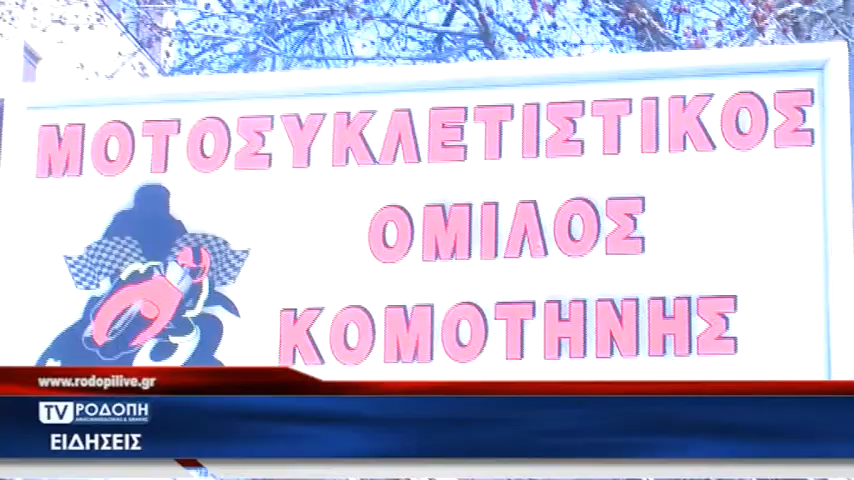 ΜΟΤΟΣΥΚΛΕΤΙΣΤΙΚΟΣ
ΟΜΙΛΟΣ
ΚΟΜΟΤΗΝΗΣ
www.rodopilive.gr
TV ΡΟΔΟΠΗ
ΕΙΔΗΣΕΙΣ